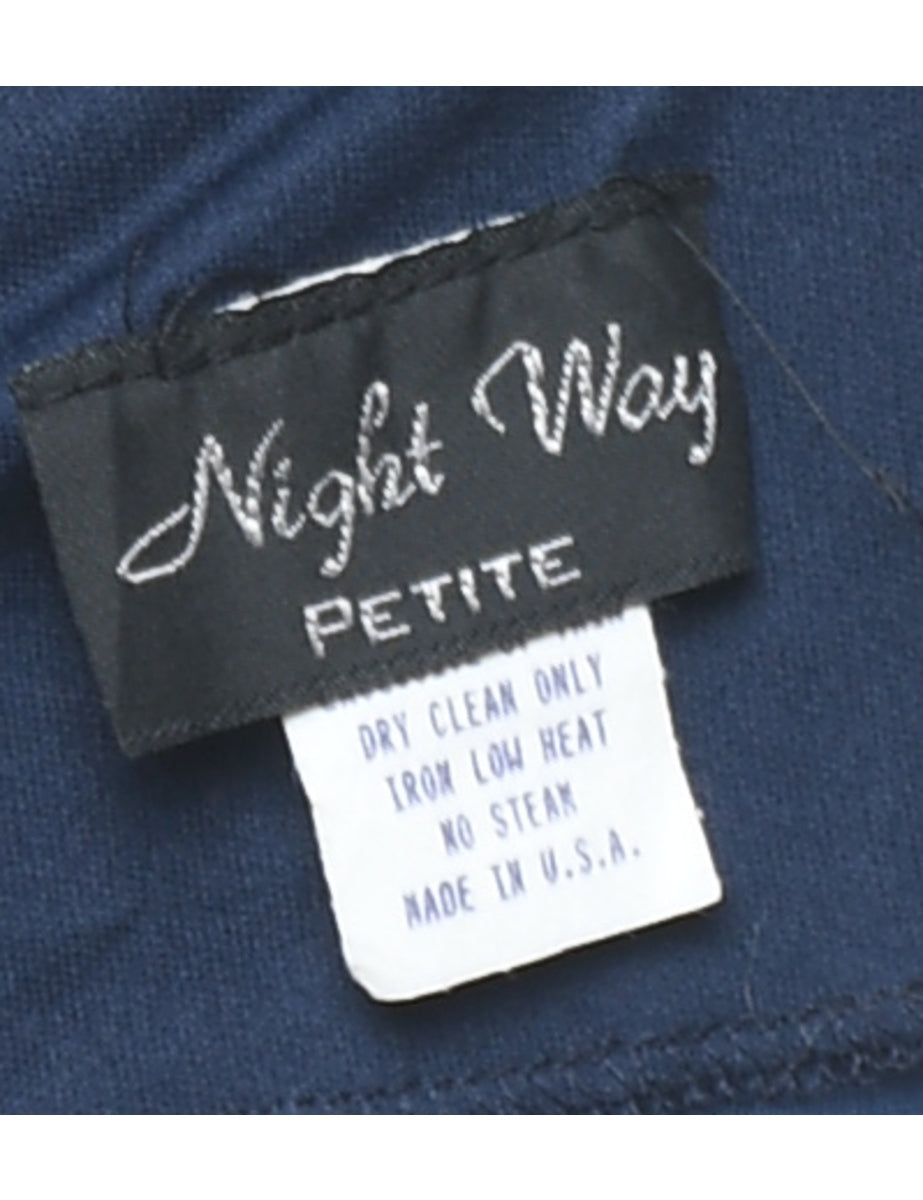 Night Way
PETITE
DRY CLEAN ONLY
IRON LOW HEAT
NO STEAM
MADE IN U.S.A.